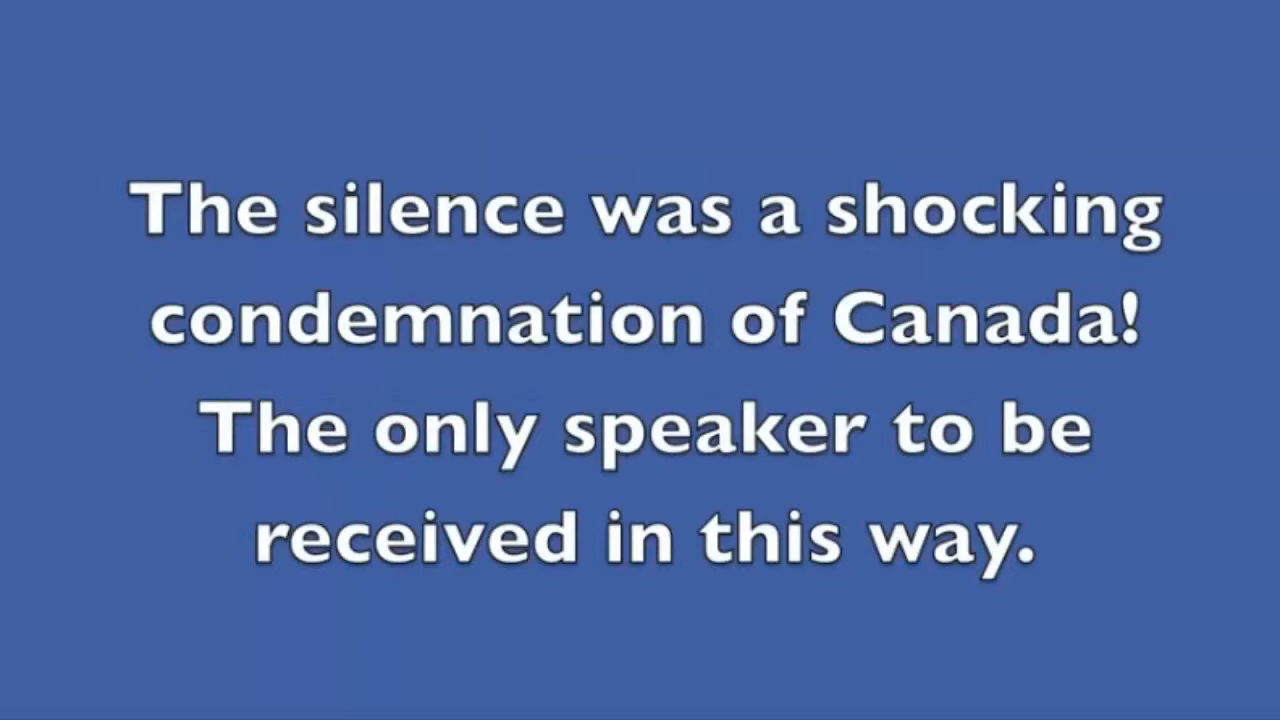 The silence was a shocking
condemnation of Canada!
The only speaker to be
received in this way.